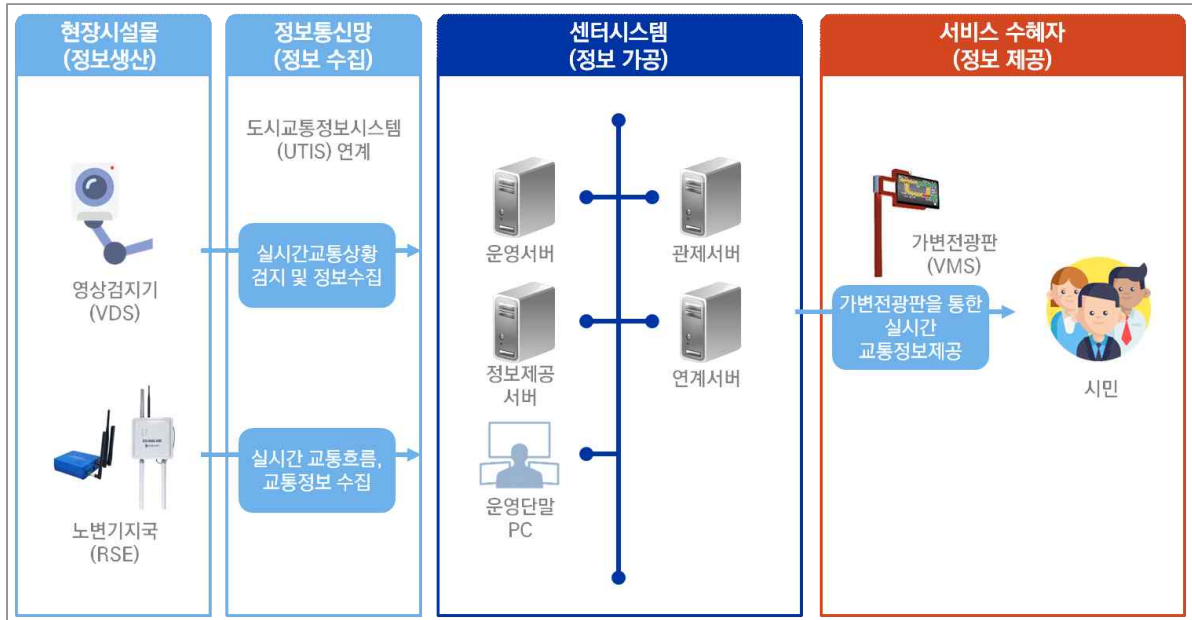 현장시설물
(정보생산)
정보통신망
(정보 수집)
센터시스템
(정보 가공)
서비스 수혜자
(정보 제공)
도시교통정보시스템
(UTIS) 연계
영상검지기
(VDS)
실시간교통상황
검지 및 정보수집
노변기지국
(RSE)
실시간 교통흐름,
교통정보 수집
운영서버
관제서버
정보제공
서버
연계서버
운영단말
PC
가변전광판
(VMS)
가변전광판을 통한
실시간
교통정보제공
시민